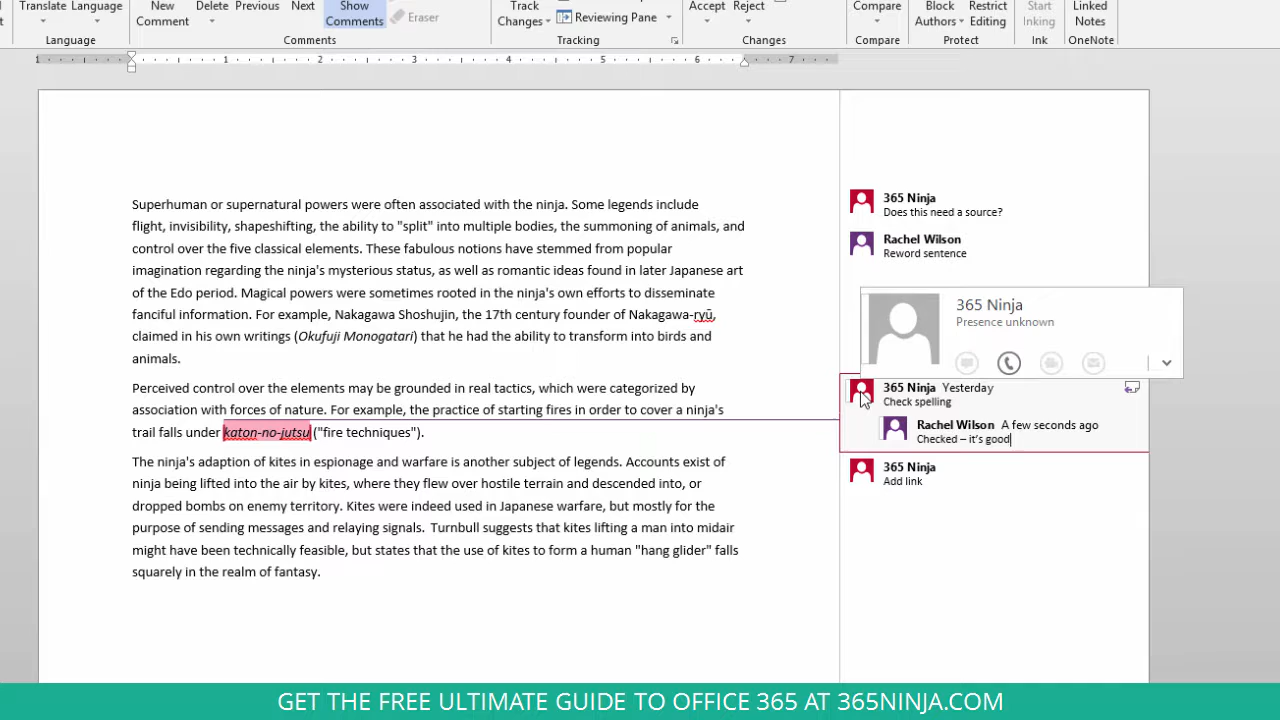 Translate Language
Language
New
Comment
Delete
Previous
Next
Show
Comments
Eraser
Comments
Track
Changes
Reviewing Pane
Tracking
Accept
Reject
Changes
Compare
Compare
Block
Authors
Restrict
Editing
Protect
Start
Inking
Ink
Linked
Notes
OneNote
1 1 2 3 4 5 6 7
Superhuman or supernatural powers were often associated with the ninja. Some legends include
flight, invisibility, shapeshifting, the ability to "split" into multiple bodies, the summoning of animals, and
control over the five classical elements. These fabulous notions have stemmed from popular
imagination regarding the ninja's mysterious status, as well as romantic ideas found in later Japanese art
of the Edo period. Magical powers were sometimes rooted in the ninja's own efforts to disseminate
fanciful information. For example, Nakagawa Shoshujin, the 17th century founder of Nakagawa-ryū,
claimed in his own writings (Okufuji Monogatari) that he had the ability to transform into birds and
animals.
Perceived control over the elements may be grounded in real tactics, which were categorized by
association with forces of nature. For example, the practice of starting fires in order to cover a ninja's
trail falls under katon-no-jutsu ("fire techniques").
The ninja's adaption of kites in espionage and warfare is another subject of legends. Accounts exist of
ninja being lifted into the air by kites, where they flew over hostile terrain and descended into, or
dropped bombs on enemy territory. Kites were indeed used in Japanese warfare, but mostly for the
purpose of sending messages and relaying signals. Turnbull suggests that kites lifting a man into midair
might have been technically feasible, but states that the use of kites to form a human "hang glider" falls
squarely in the realm of fantasy.
365 Ninja
Does this need a source?
Rachel Wilson
Reword sentence
365 Ninja
Presence unknown
365 Ninja Yesterday
Check spelling
Rachel Wilson A few seconds ago
Checked – it's good
365 Ninja
Add link
GET THE FREE ULTIMATE GUIDE TO OFFICE 365 AT 365NINJA.COM